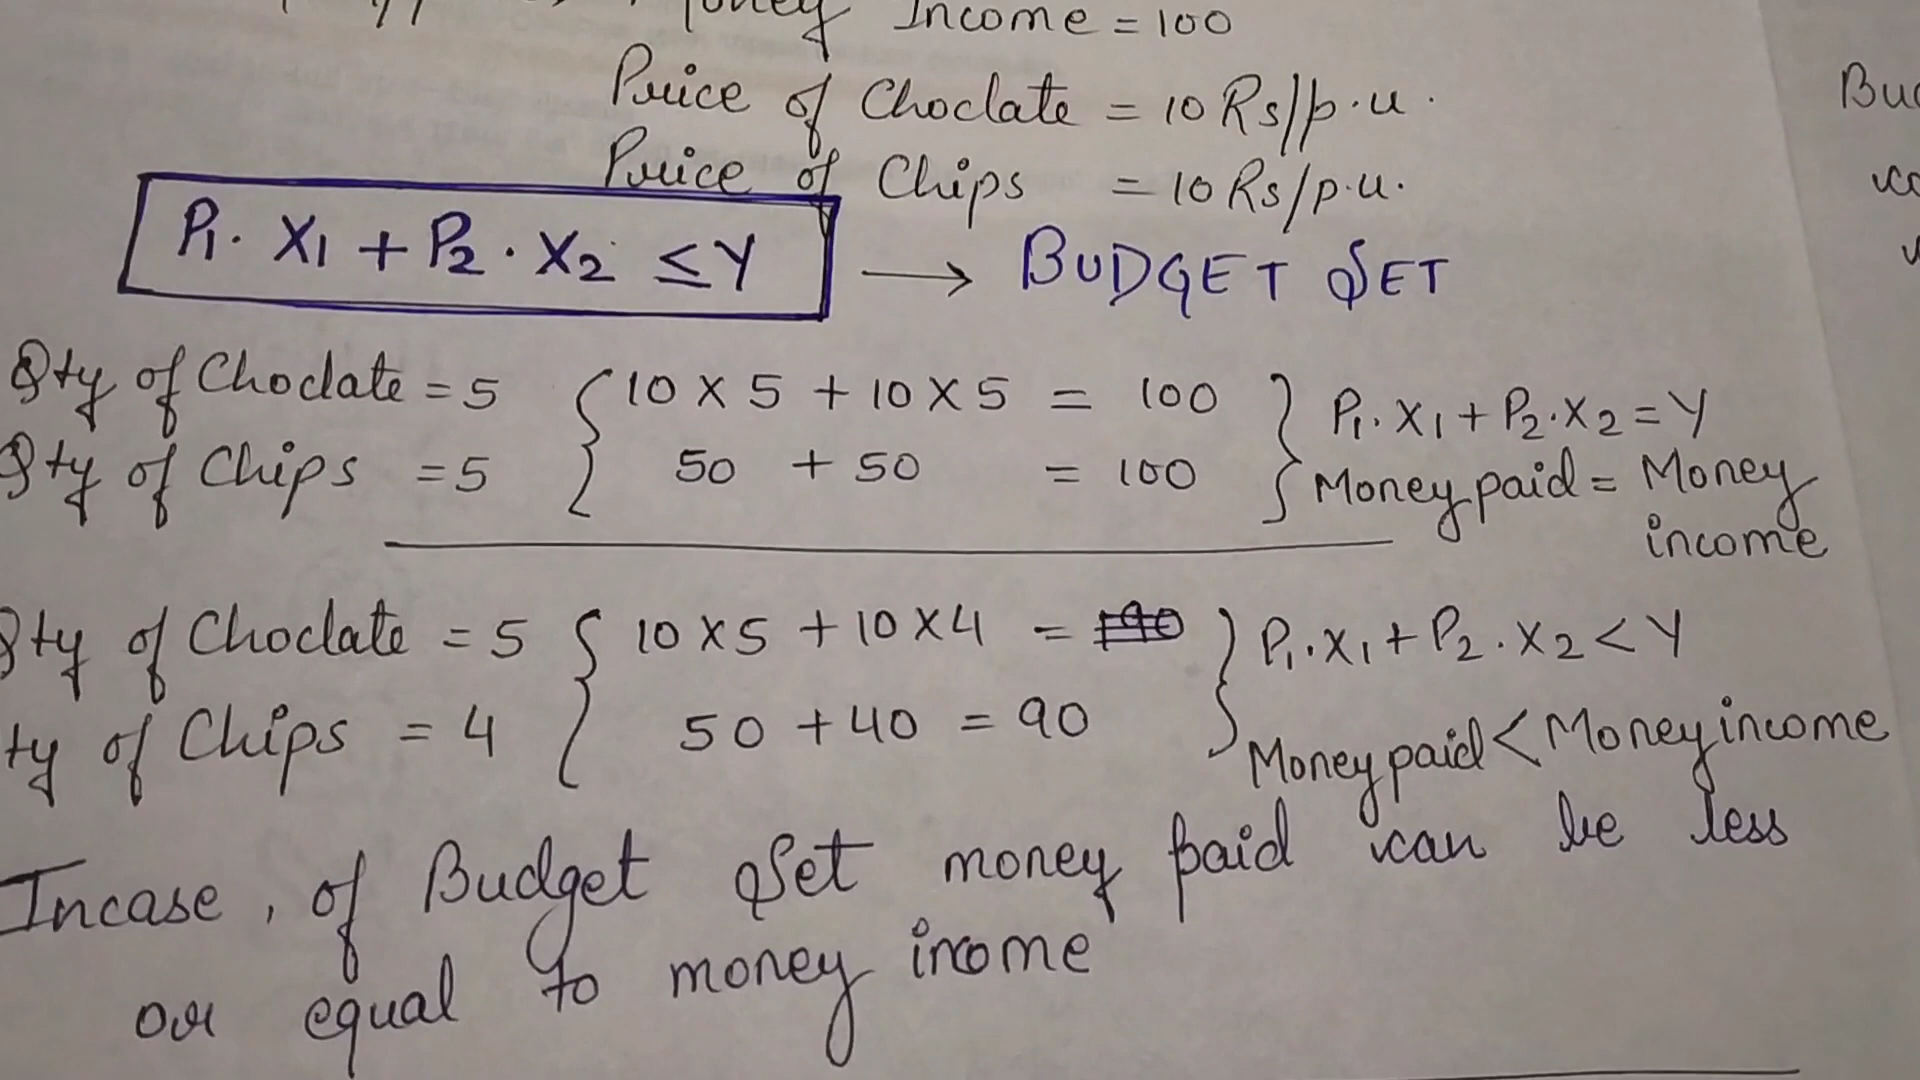 Money Income = 100
Price of Choclate = 10 Rs//p.u.
Price of Chips = 10 Rs/p.u.
P1. X1 + P2 . X2 ≤ Y → BUDGET SET
Qty of Choclate = 5 { 10 X 5 + 10 X 5 = 100 } P1. X1 + P2.X2 = Y
Qty of Chips = 5 50 + 50 = 100 Money paid = Money
income
Qty of Choclate = 5 { 10 X 5 + 10 X 4 = } P1.X1 + P2 . X2 < Y
ty of Chips = 4 50 + 40 = 90 Money paid < Money income
Incase, of Budget Set money paid can be less
or equal to money income
Bud